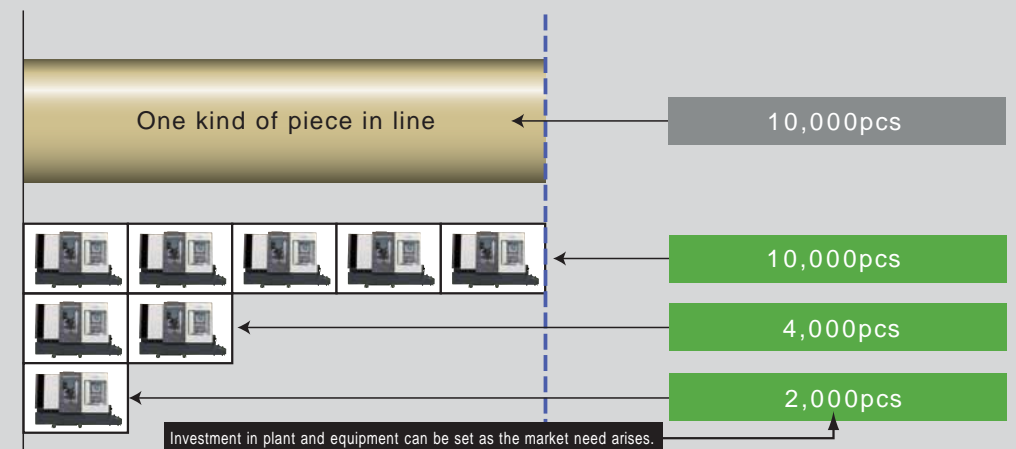 One kind of piece in line
10,000pcs
10,000pcs
4,000pcs
2,000pcs
Investment in plant and equipment can be set as the market need arises.